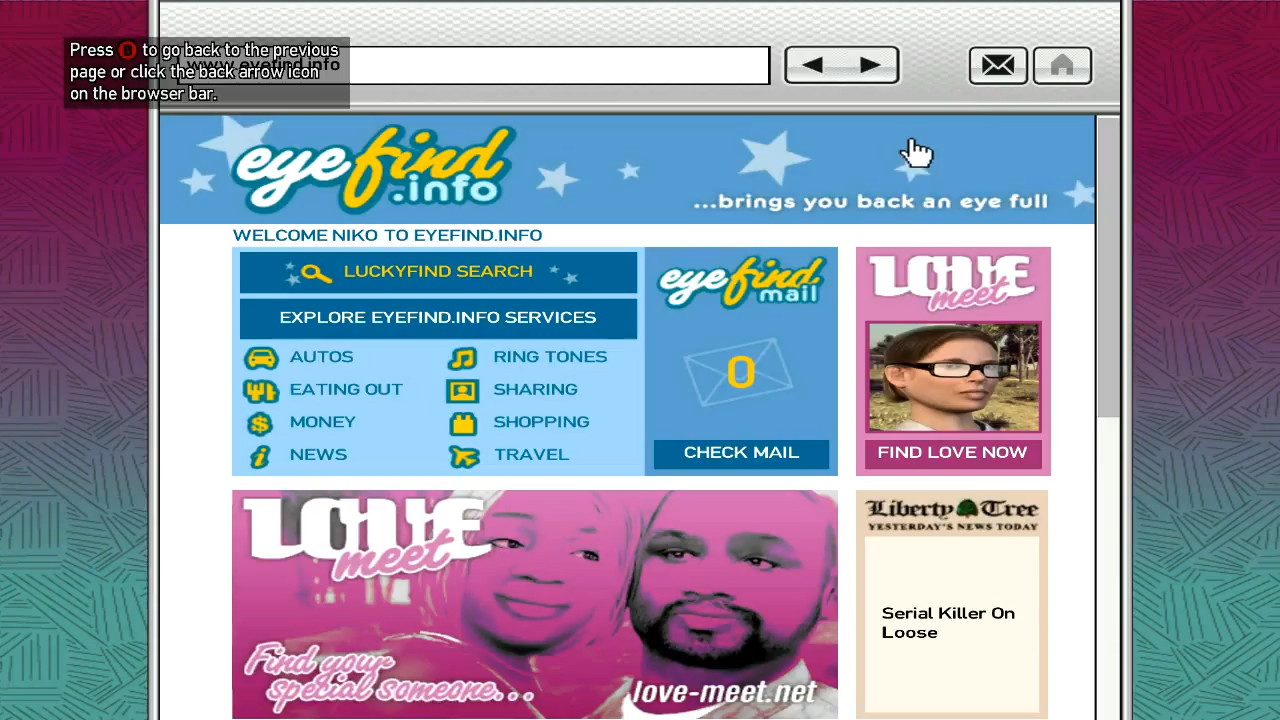 Press B to go back to the previous
page or click the back arrow icon
on the browser bar.
www.eyefind.info
eyefind
.info
...brings you back an eye full
WELCOME NIKO TO EYEFIND.INFO
LUCKYFIND SEARCH
EXPLORE EYEFIND.INFO SERVICES
AUTOS
EATING OUT
MONEY
NEWS
RING TONES
SHARING
SHOPPING
TRAVEL
eyefind
mail
0
CHECK MAIL
LOVE
meet
FIND LOVE NOW
LOVE
meet
Find your
special someone...
love-meet.net
Liberty Tree
YESTERDAY'S NEWS TODAY
Serial Killer On
Loose